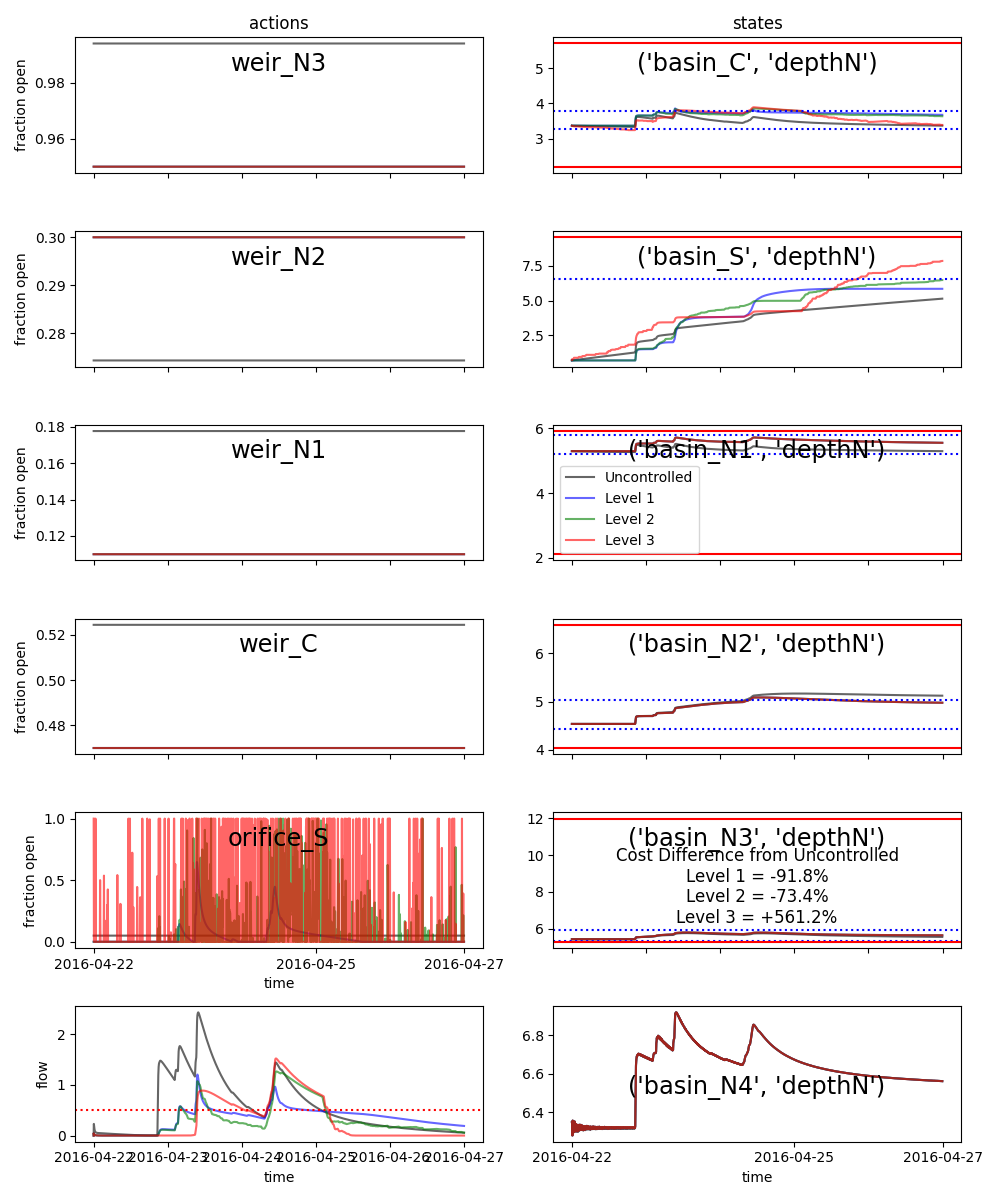 actions
states
fraction open
0.98
0.96
weir_N3
5
4
3
('basin_C', 'depthN')
fraction open
0.30
0.29
0.28
weir_N2
7.5
5.0
2.5
('basin_S', 'depthN')
fraction open
0.18
0.16
0.14
0.12
weir_N1
6
4
2
('basin_N1', 'depthN')
Uncontrolled
Level 1
Level 2
Level 3
fraction open
0.52
0.50
0.48
weir_C
6
5
4
('basin_N2', 'depthN')
fraction open
1.0
0.5
0.0
orifice_S
2016-04-22
2016-04-25
2016-04-27
time
12
10
8
6
('basin_N3', 'depthN')
Cost Difference from Uncontrolled
Level 1 = -91.8%
Level 2 = -73.4%
Level 3 = +561.2%
flow
2
1
0
2016-04-22
2016-04-23
2016-04-24
2016-04-25
2016-04-26
2016-04-27
time
6.8
6.6
6.4
('basin_N4', 'depthN')
2016-04-22
2016-04-25
2016-04-27
time